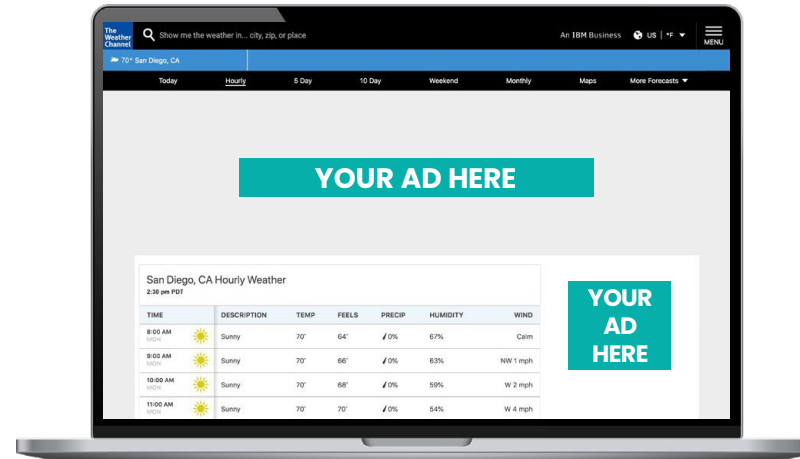 The
Weather
Channel
Show me the weather in... city, zip, or place
An IBM Business
US | °F
MENU
70° San Diego, CA
Today Hourly 5 Day 10 Day Weekend Monthly Maps More Forecasts
YOUR AD HERE
San Diego, CA Hourly Weather
2:30 pm PDT
TIME DESCRIPTION TEMP FEELS PRECIP HUMIDITY WIND
8:00 AM
MON
Sunny 70° 64° 0% 67% Calm
9:00 AM
MON
Sunny 70° 66° 0% 63% NW 1 mph
10:00 AM
MON
Sunny 70° 68° 0% 59% W 2 mph
11:00 AM
MON
Sunny 70° 70° 0% 54% W 4 mph
YOUR
AD
HERE